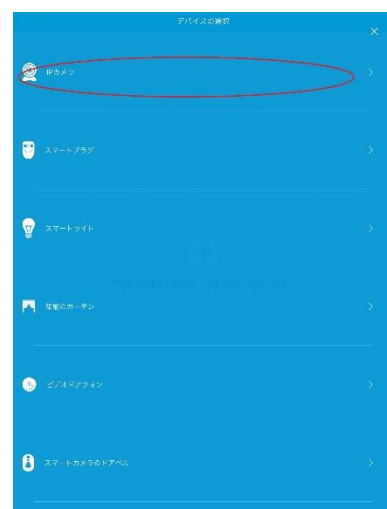 デバイスの選択
IPカメラ
スマートプラグ
スマートライト
知能のカーテン
ビデオドアフォン
スマートカメラのドアベル